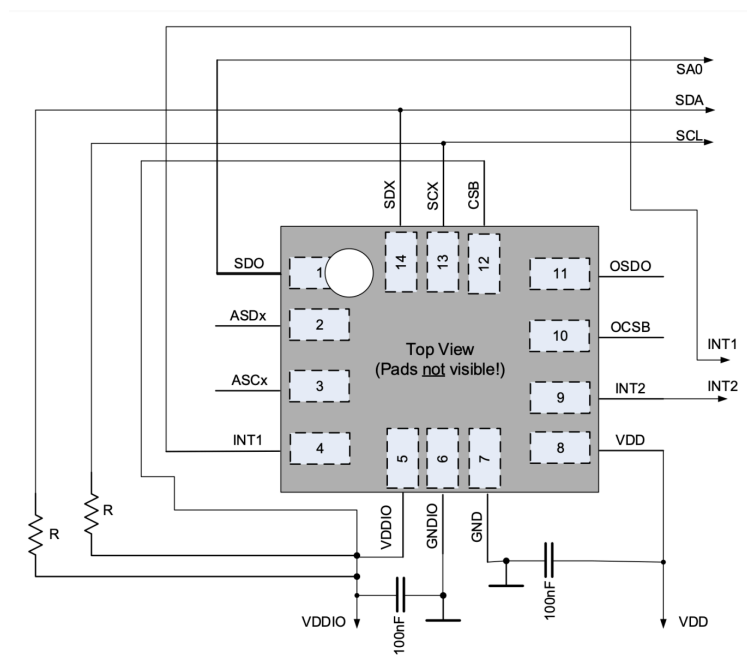 SA0
SDA
SCL
SDX
SCX
CSB
SDO
1
14
13
12
11
OSDO
ASDx
2
10
OCSB
INT1
Top View
(Pads not visible!)
ASCx
3
9
INT2
INT2
INT1
4
5
6
7
8
VDD
VDDIO
GNDIO
GND
R
R
100nF
100nF
VDDIO
VDD